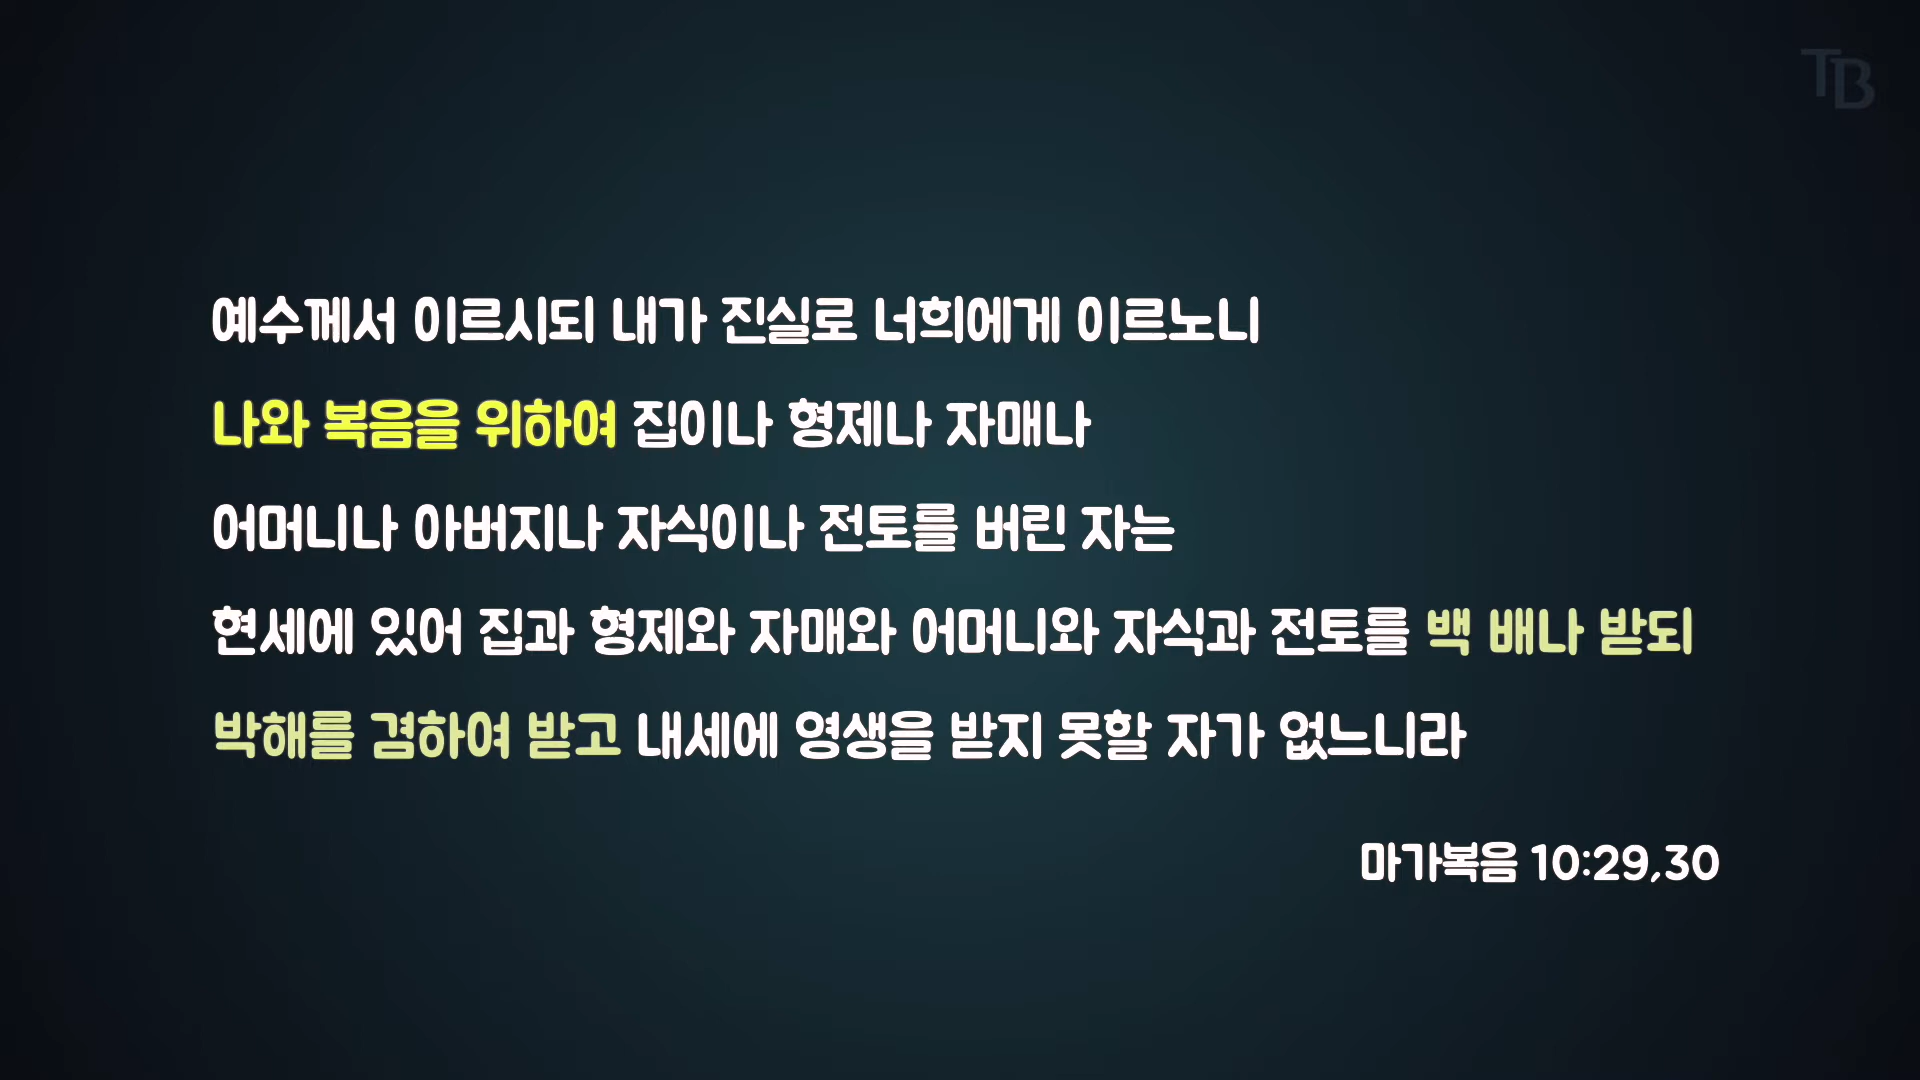 TB
예수께서 이르시되 내가 진실로 너희에게 이르노니
나와 복음을 위하여 집이나 형제나 자매나
어머니나 아버지나 자식이나 전토를 버린 자는
현세에 있어 집과 형제와 자매와 어머니와 자식과 전토를 백 배나 받되
박해를 겸하여 받고 내세에 영생을 받지 못할 자가 없느니라
마가복음 10:29,30